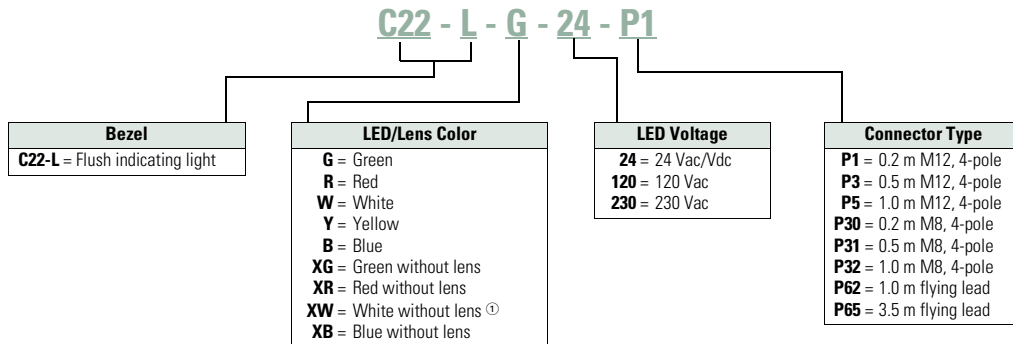 C22 - L - G - 24 - P1
Bezel
C22-L = Flush indicating light
LED/Lens Color
G = Green
R = Red
W = White
Y = Yellow
B = Blue
XG = Green without lens
XR = Red without lens
XW = White without lens ①
XB = Blue without lens
LED Voltage
24 = 24 Vac/Vdc
120 = 120 Vac
230 = 230 Vac
Connector Type
P1 = 0.2 m M12, 4-pole
P3 = 0.5 m M12, 4-pole
P5 = 1.0 m M12, 4-pole
P30 = 0.2 m M8, 4-pole
P31 = 0.5 m M8, 4-pole
P32 = 1.0 m M8, 4-pole
P62 = 1.0 m flying lead
P65 = 3.5 m flying lead